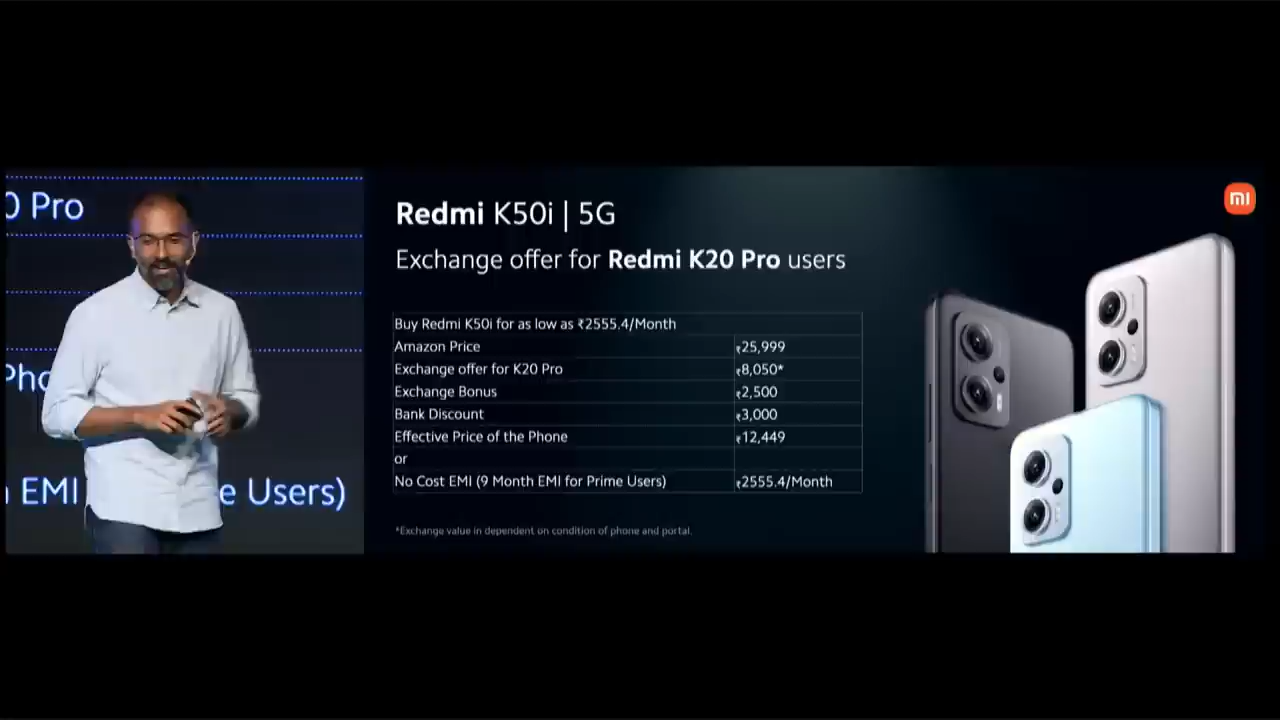 0 Pro
Pho
EMI
e Users)
Redmi K50i | 5G
Exchange offer for Redmi K20 Pro users
Buy Redmi K50i for as low as ₹2555.4/Month
Amazon Price ₹25,999
Exchange offer for K20 Pro ₹8,050*
Exchange Bonus ₹2,500
Bank Discount ₹3,000
Effective Price of the Phone ₹12,449
or
No Cost EMI (9 Month EMI for Prime Users) ₹2555.4/Month
*Exchange value in dependent on condition of phone and portal.
mi